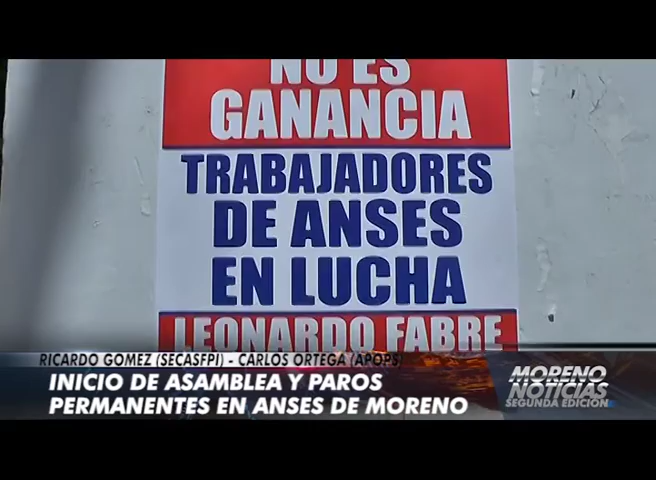 NO ES
GANANCIA
TRABAJADORES
DE ANSES
EN LUCHA
LEONARDO FABRE
RICARDO GOMEZ (SECASFPI) - CARLOS ORTEGA (APOPS)
INICIO DE ASAMBLEA Y PAROS
PERMANENTES EN ANSES DE MORENO
MORENO
NOTICIAS
SEGUNDA EDICION